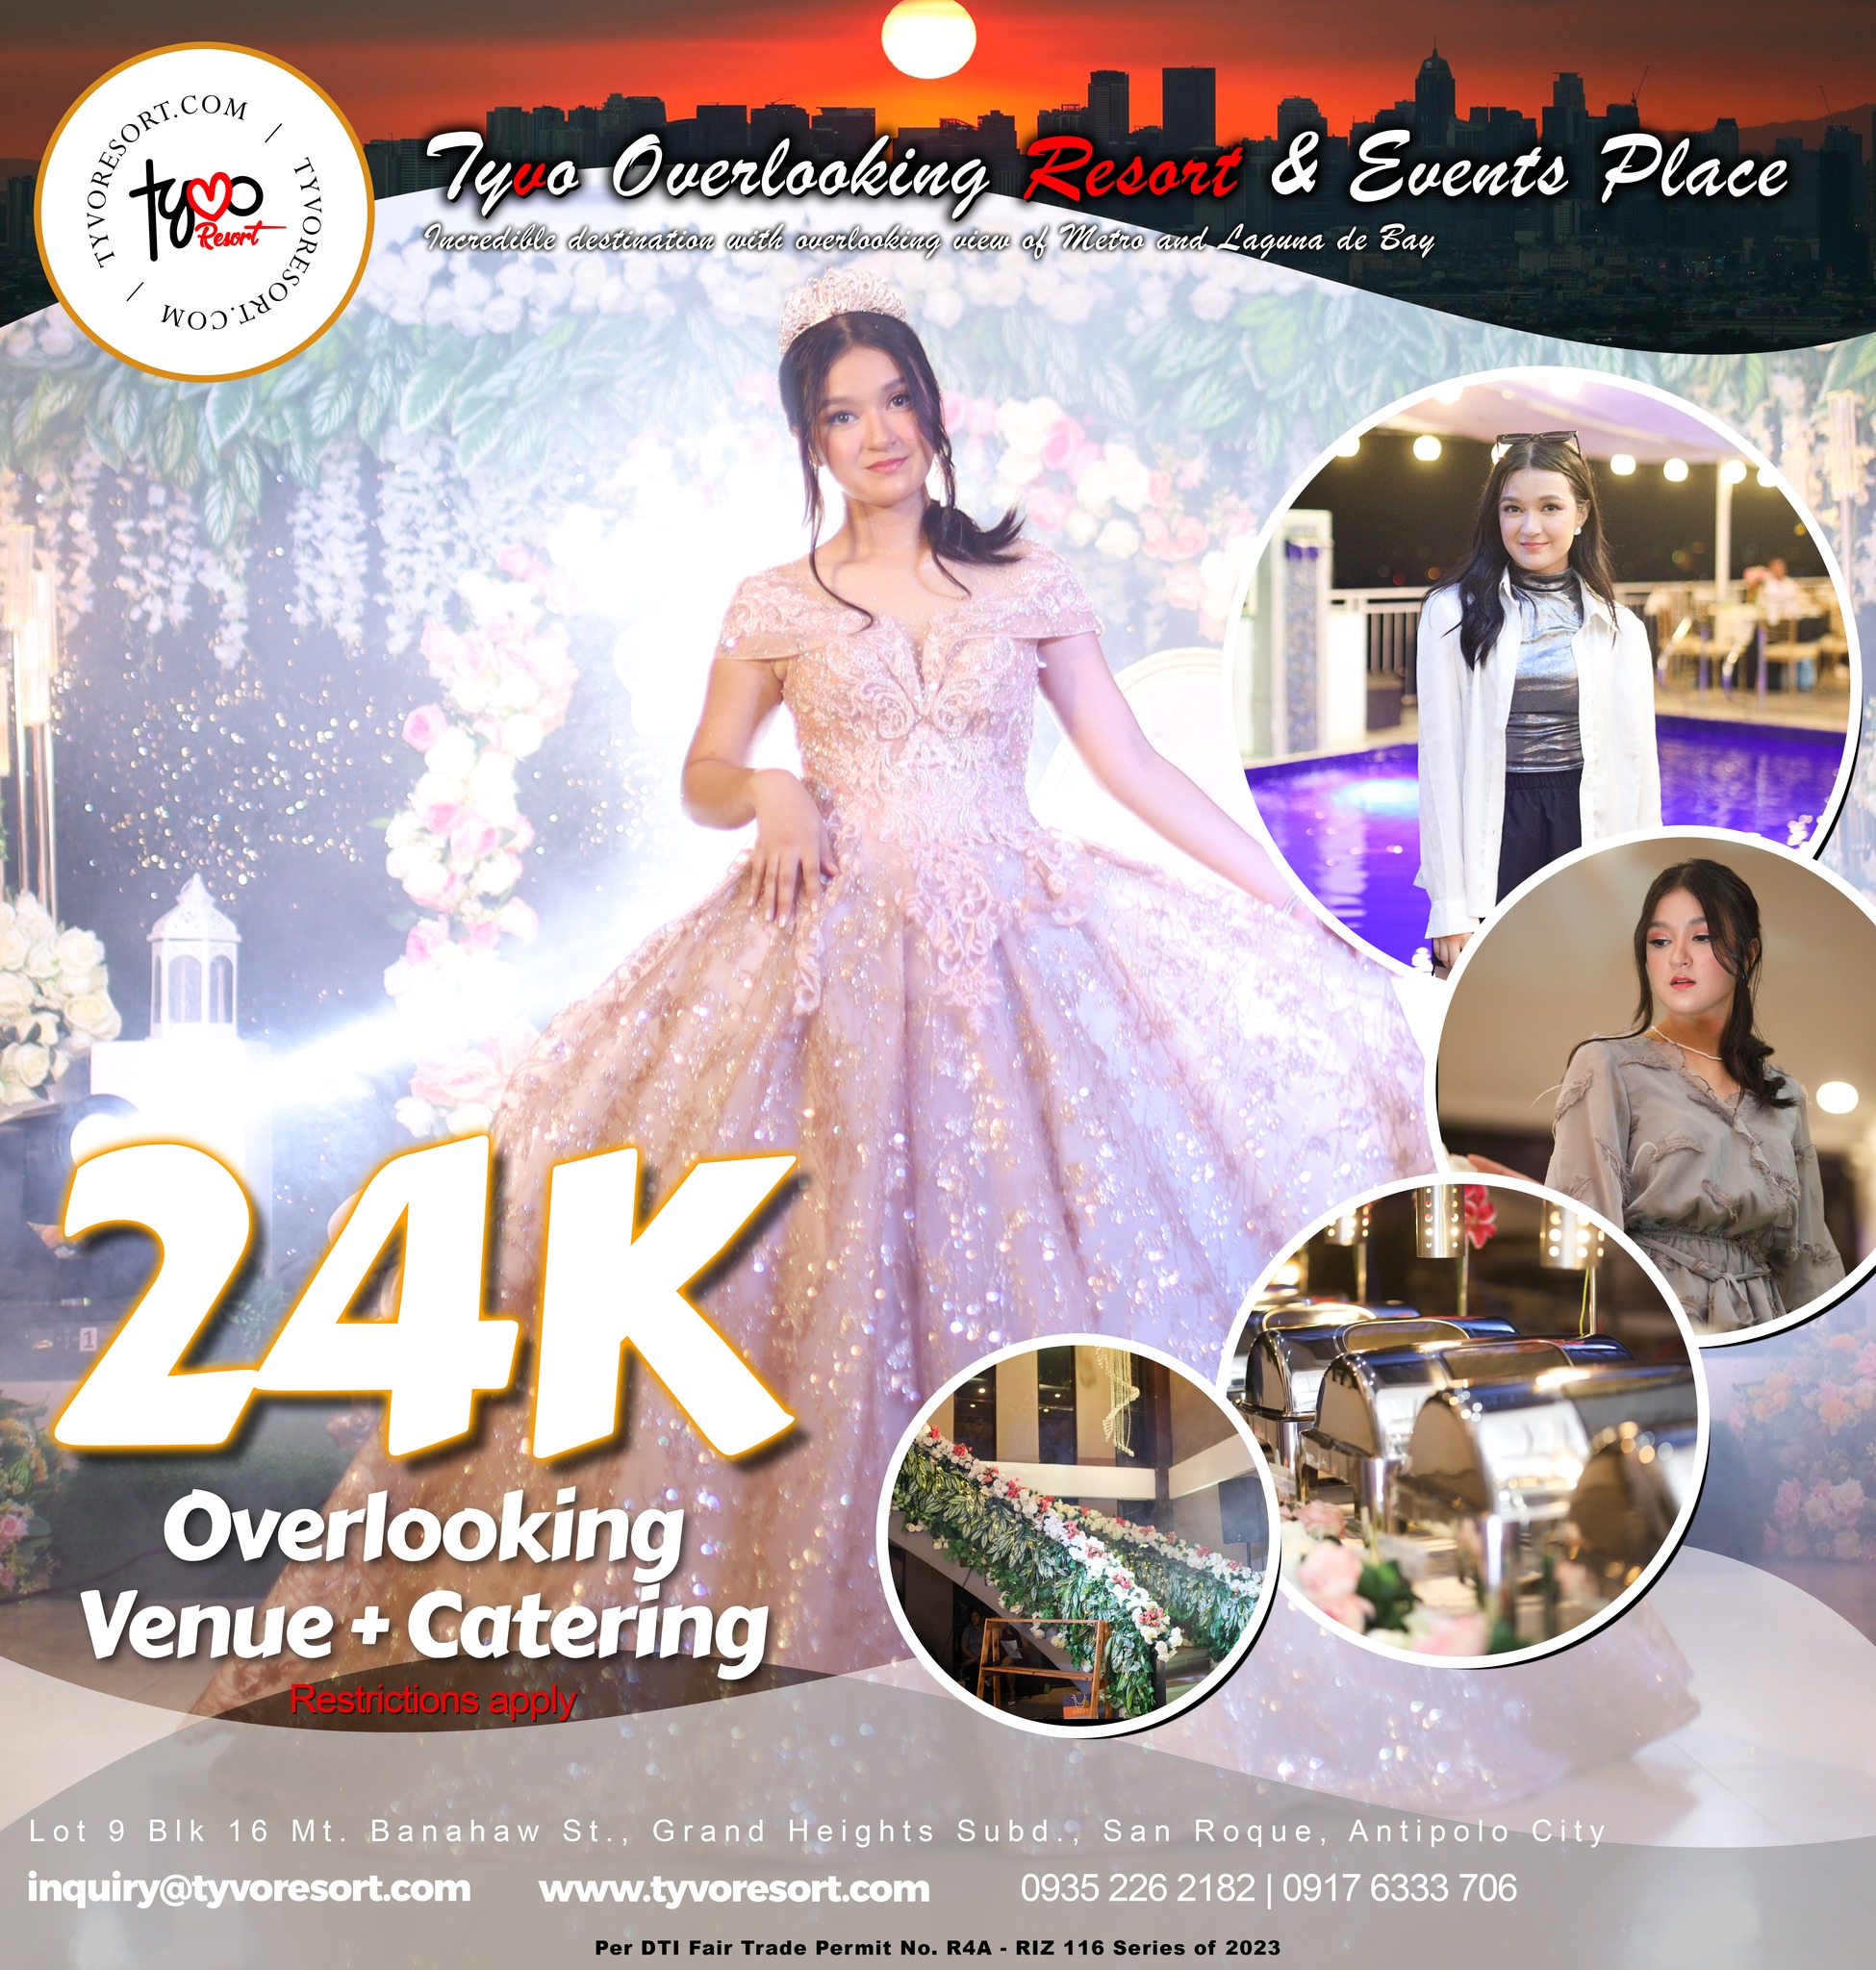 TYVORESORT.COM | TYVORESORT.COM |
tyvo
Resort
Tyvo Overlooking Resort & Events Place
Incredible destination with overlooking view of Metro and Laguna de Bay
1
24K
Overlooking
Venue + Catering
Restrictions apply
Lot 9 Blk 16 Mt. Banahaw St., Grand Heights Subd., San Roque, Antipolo City
inquiry@tyvoresort.com www.tyvoresort.com 0935 226 2182 | 0917 6333 706
Per DTI Fair Trade Permit No. R4A - RIZ 116 Series of 2023